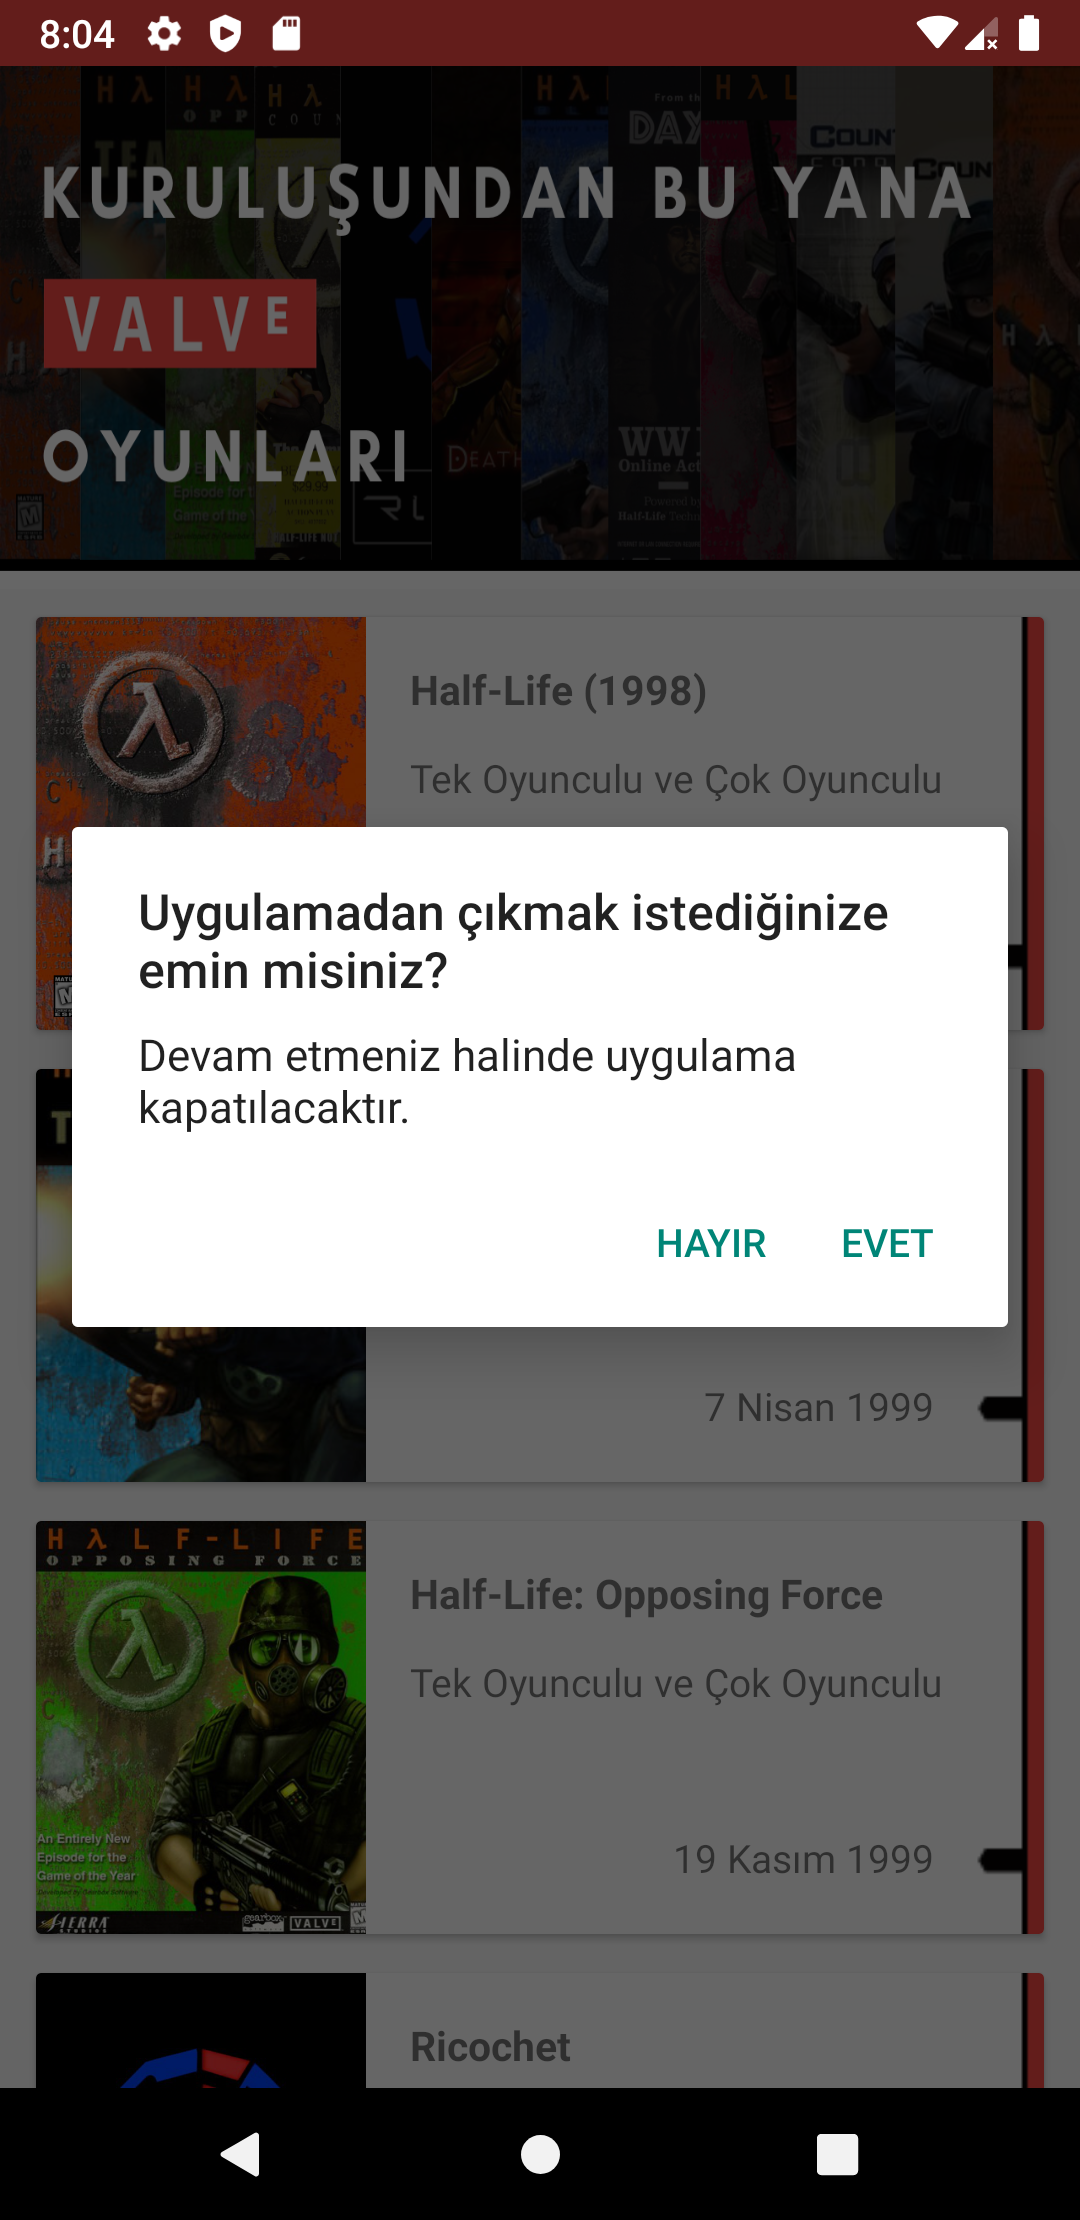 8:04
KURULUŞUNDAN BU YANA
VALVE
OYUNLARI
Half-Life (1998)
Tek Oyunculu ve Çok Oyunculu
Uygulamadan çıkmak istediğinize
emin misiniz?
Devam etmeniz halinde uygulama
kapatılacaktır.
HAYIR
EVET
7 Nisan 1999
HALF-LIFE
OPPOSING FORCE
An Entirely New
Episode for the
Game of the Year
SIERRA
STUDIOS
gearbox
VALVE
Half-Life: Opposing Force
Tek Oyunculu ve Çok Oyunculu
19 Kasım 1999
Ricochet